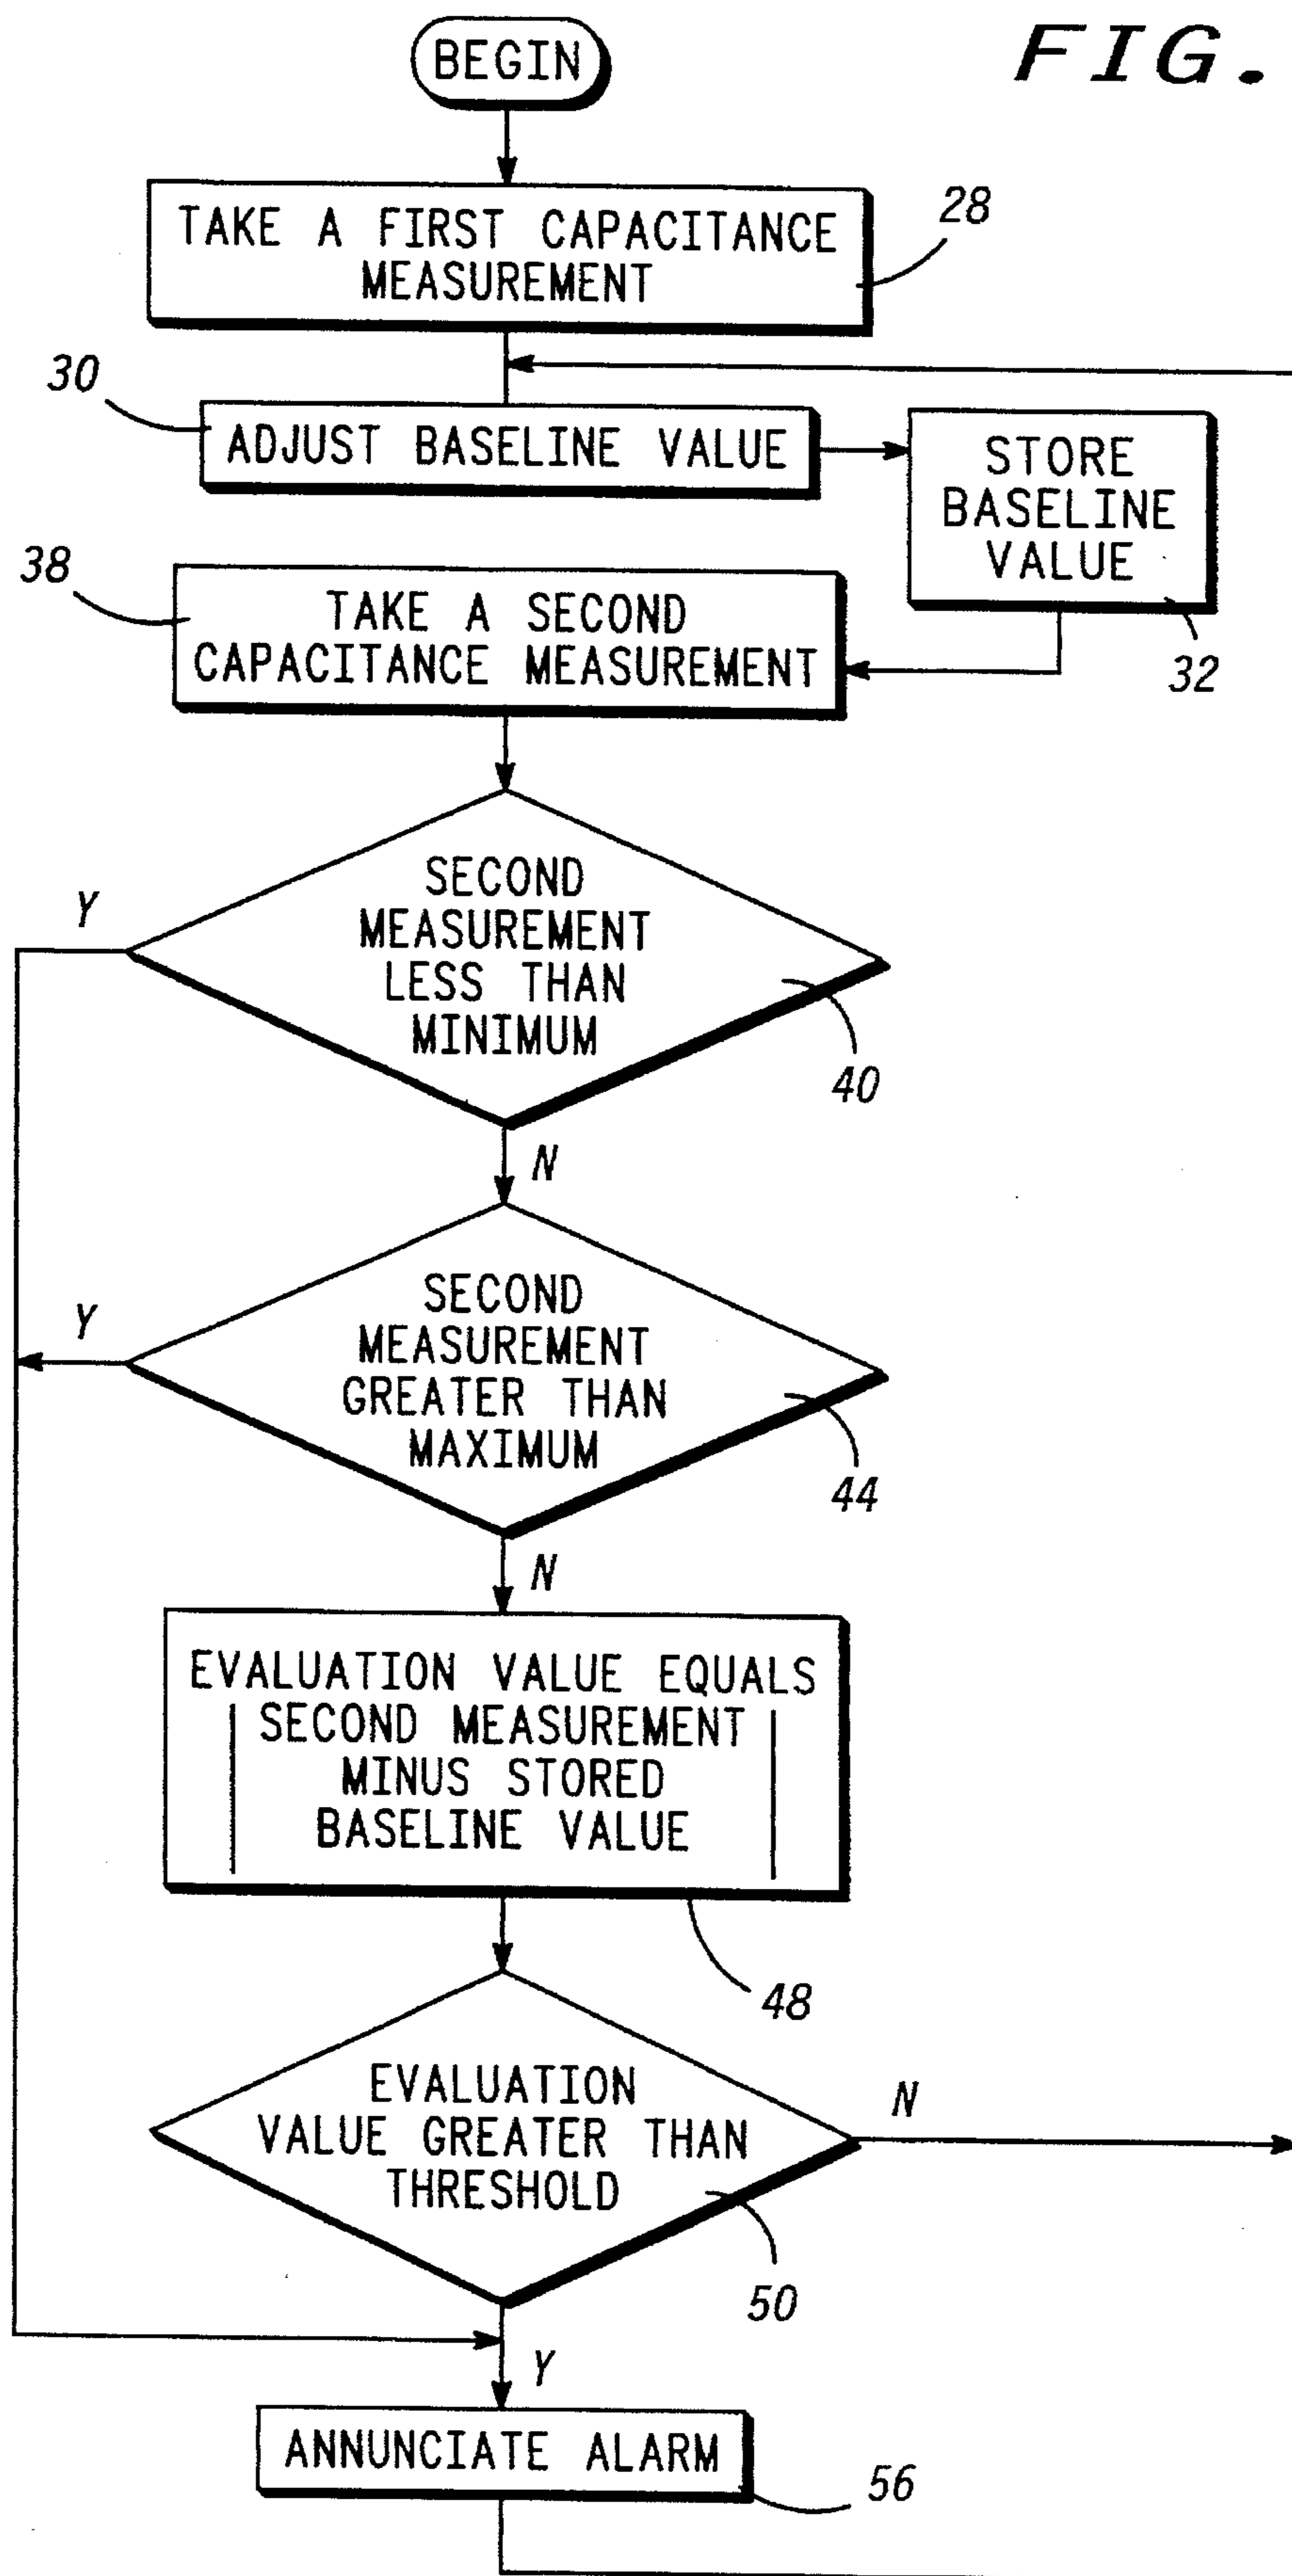 FIG.
BEGIN
TAKE A FIRST CAPACITANCE
MEASUREMENT
28
30
ADJUST BASELINE VALUE
STORE
BASELINE
VALUE
32
38
TAKE A SECOND
CAPACITANCE MEASUREMENT
Y
SECOND
MEASUREMENT
LESS THAN
MINIMUM
40
N
Y
SECOND
MEASUREMENT
GREATER THAN
MAXIMUM
44
N
EVALUATION VALUE EQUALS
SECOND MEASUREMENT
MINUS STORED
BASELINE VALUE
48
EVALUATION
VALUE GREATER THAN
THRESHOLD
N
50
Y
ANNUNCIATE ALARM
56